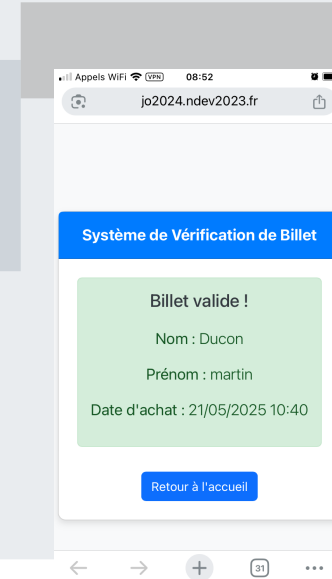 Appels WiFi VPN 08:52
jo2024.ndev2023.fr
Système de Vérification de Billet
Billet valide !
Nom : Ducon
Prénom : martin
Date d'achat : 21/05/2025 10:40
Retour à l'accueil
31